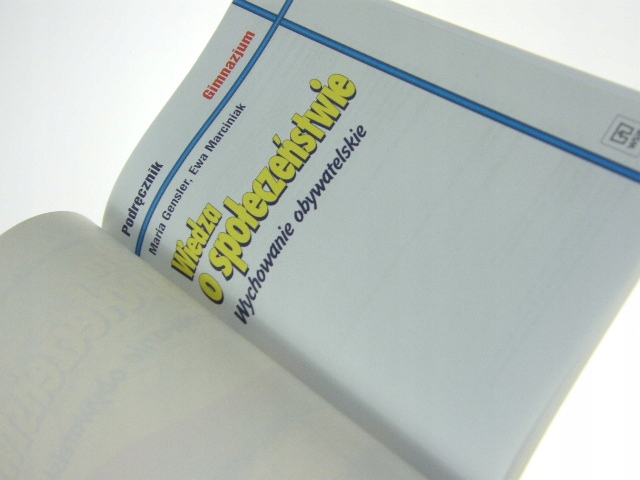 Podręcznik
Gimnazjum
Maria Gensler, Ewa Marciniak
Wiedza
o społeczeństwie
Wychowanie obywatelskie